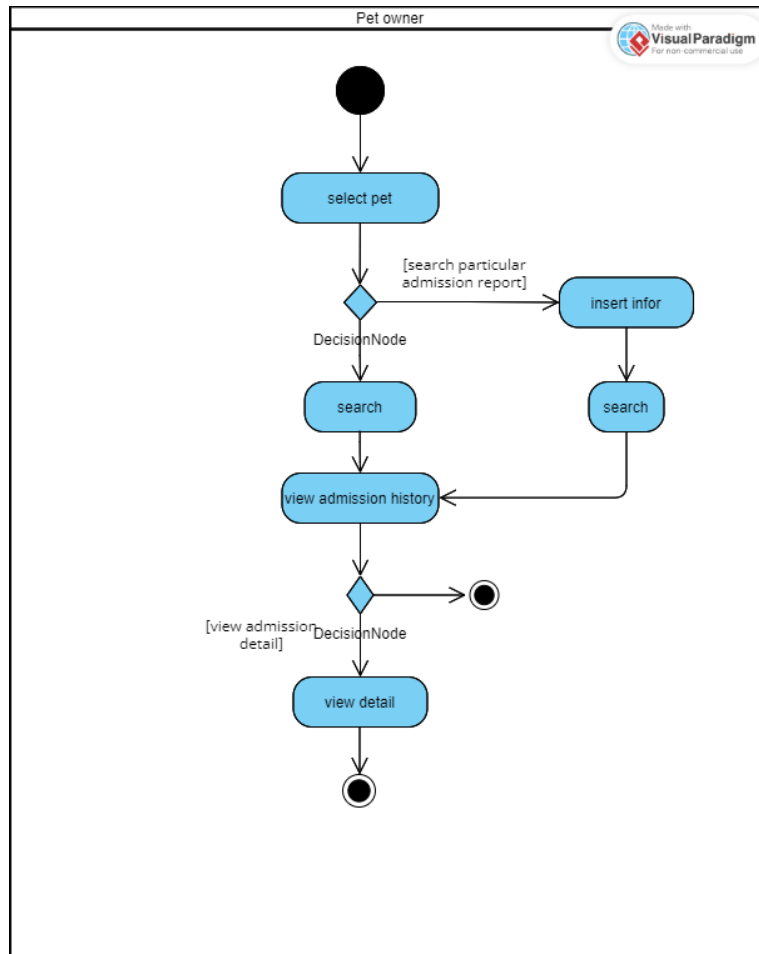 Pet owner
Made with
Visual Paradigm
For non-commercial use
select pet
[search particular
admission report]
insert infor
DecisionNode
search
search
view admission history
[view admission
detail]
DecisionNode
view detail